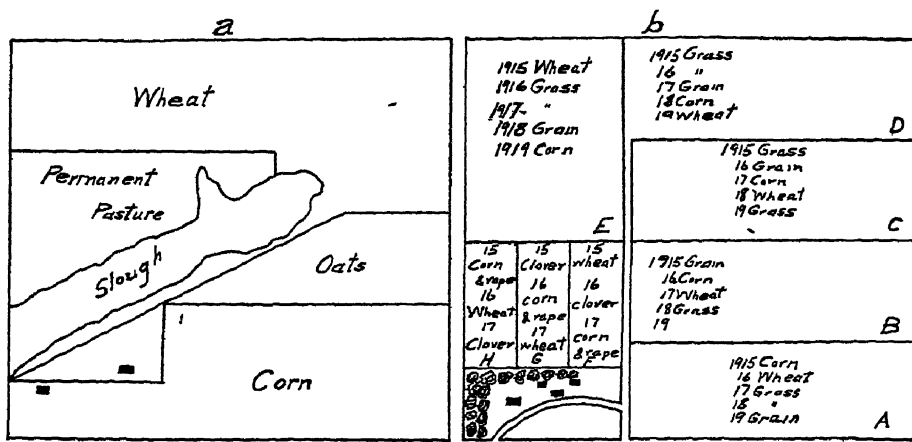 a
Wheat
Permanent
Pasture
Slough
Oats
Corn
b
1915 Wheat
1916 Grass
1917 "
1918 Grain
1919 Corn
E
1915 Grass
16 "
17 Grain
18 Corn
19 Wheat
D
1915 Grass
16 Grain
17 Corn
18 Wheat
19 Grass
C
15
Corn
& rape
16
Wheat
17
Clover
H
15
Clover
16
corn
& rape
17
wheat
G
15
wheat
16
clover
17
corn
& rape
F
1915 Grain
16 Corn
17 Wheat
18 Grass
19
B
1915 Corn
16 Wheat
17 Grass
18 "
19 Grain
A